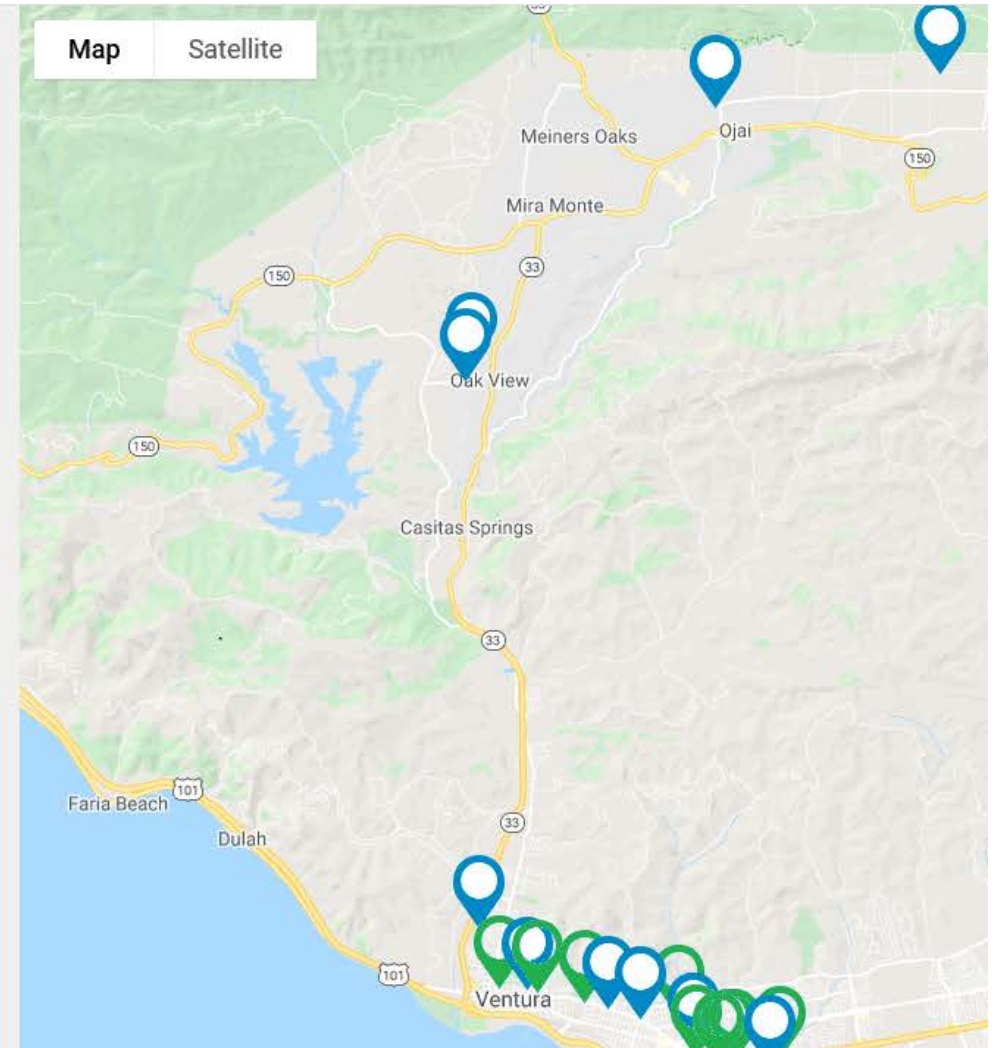 33
Map
Satellite
Ojai
Meiners Oaks
150
Mira Monte
33
150
Oak View
150
Casitas Springs
33
101
Faria Beach
33
Dulah
101
Ventura